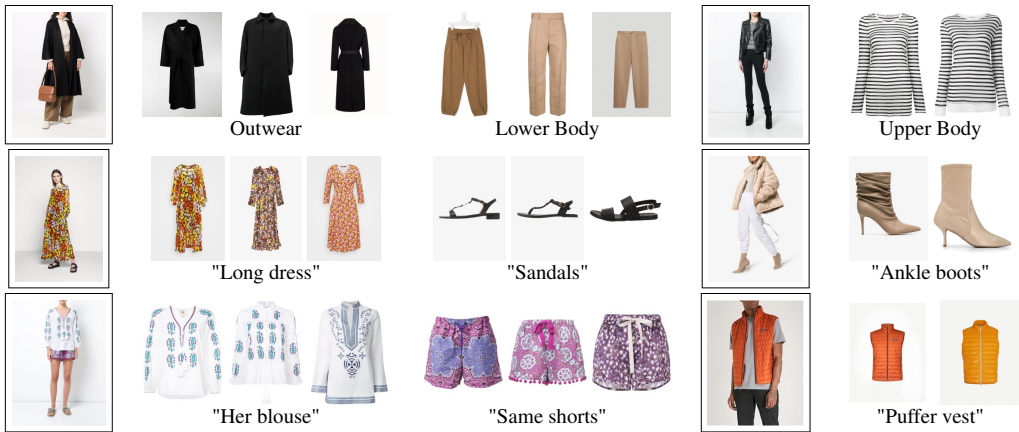 Outwear
Lower Body
Upper Body
"Long dress"
"Sandals"
"Ankle boots"
"Her blouse"
"Same shorts"
"Puffer vest"